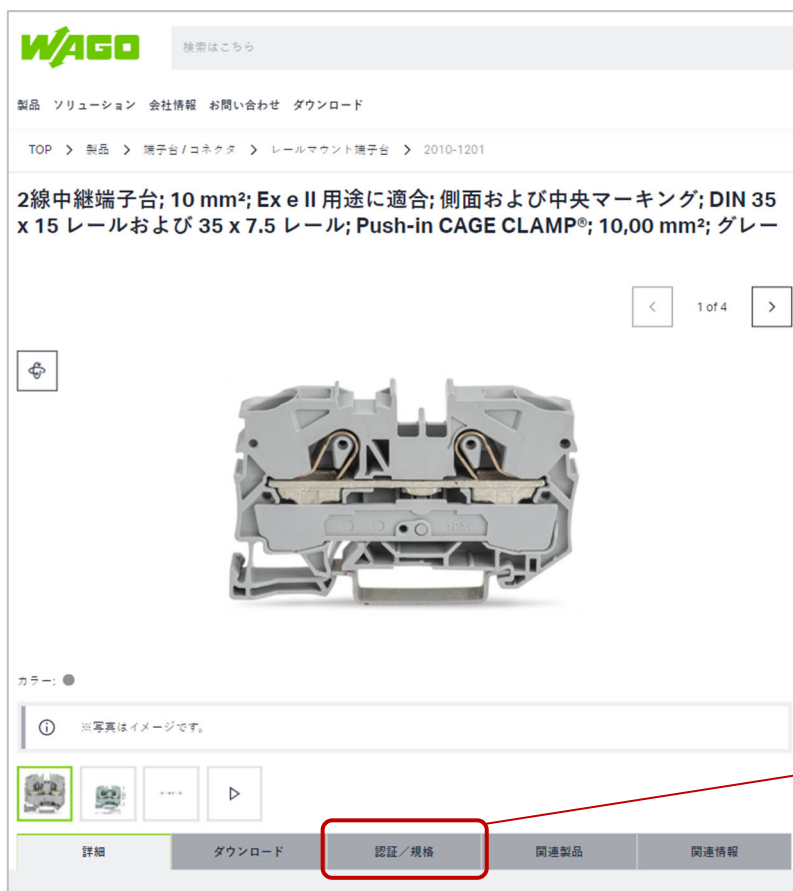 WAGO
検索はこちら
製品 ソリューション 会社情報 お問い合わせ ダウンロード
TOP > 製品 > 端子台 / コネクタ > レールマウント端子台 > 2010-1201
2線中継端子台; 10 mm²; Ex e II 用途に適合; 側面および中央マーキング; DIN 35
x 15 レールおよび 35 x 7.5 レール; Push-in CAGE CLAMP®; 10,00 mm²; グレー
1 of 4
カラー:
※写真はイメージです。
詳細 ダウンロード 認証/規格 関連製品 関連情報